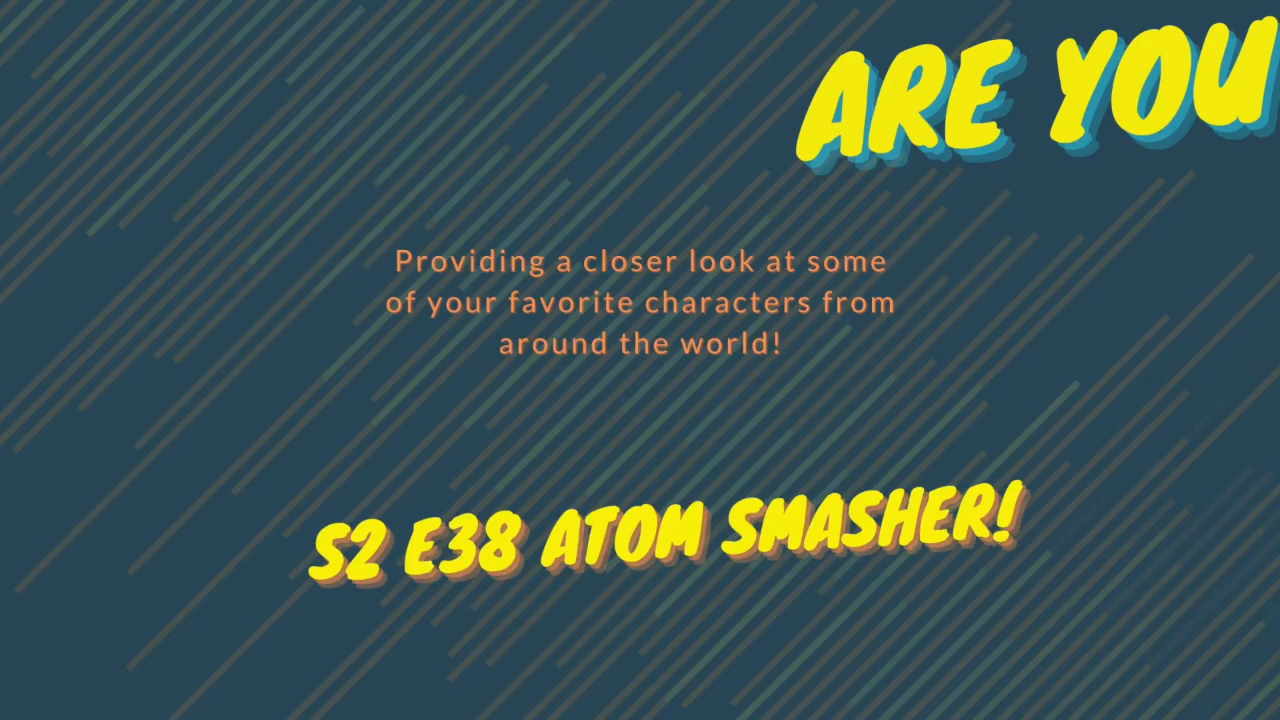 ARE YOU
Providing a closer look at some
of your favorite characters from
around the world!
S2 E38 ATOM SMASHER!